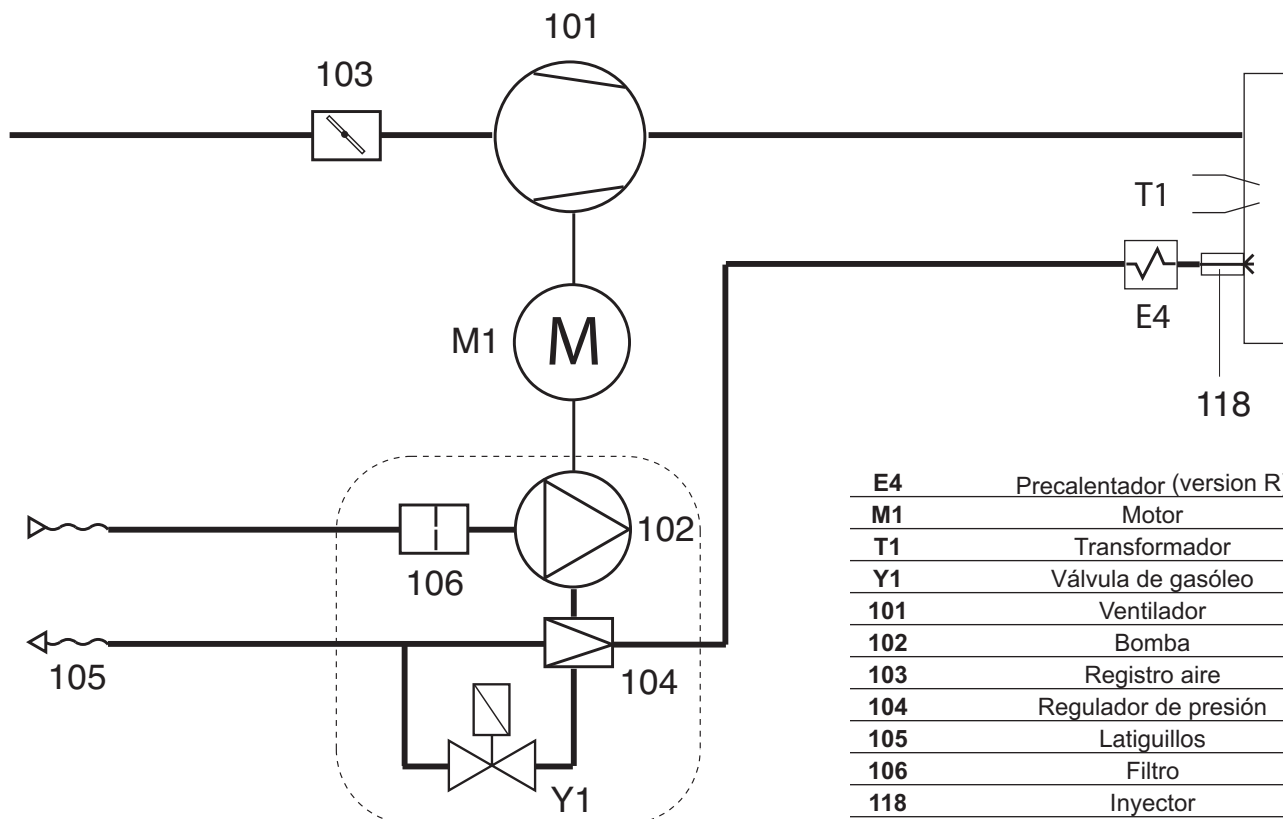 101
103
T1
E4
M1
M
118
102
106
105
104
Y1
E4 Precalentador (version R
M1 Motor
T1 Transformador
Y1 Válvula de gasóleo
101 Ventilador
102 Bomba
103 Registro aire
104 Regulador de presión
105 Latiguillos
106 Filtro
118 Inyector